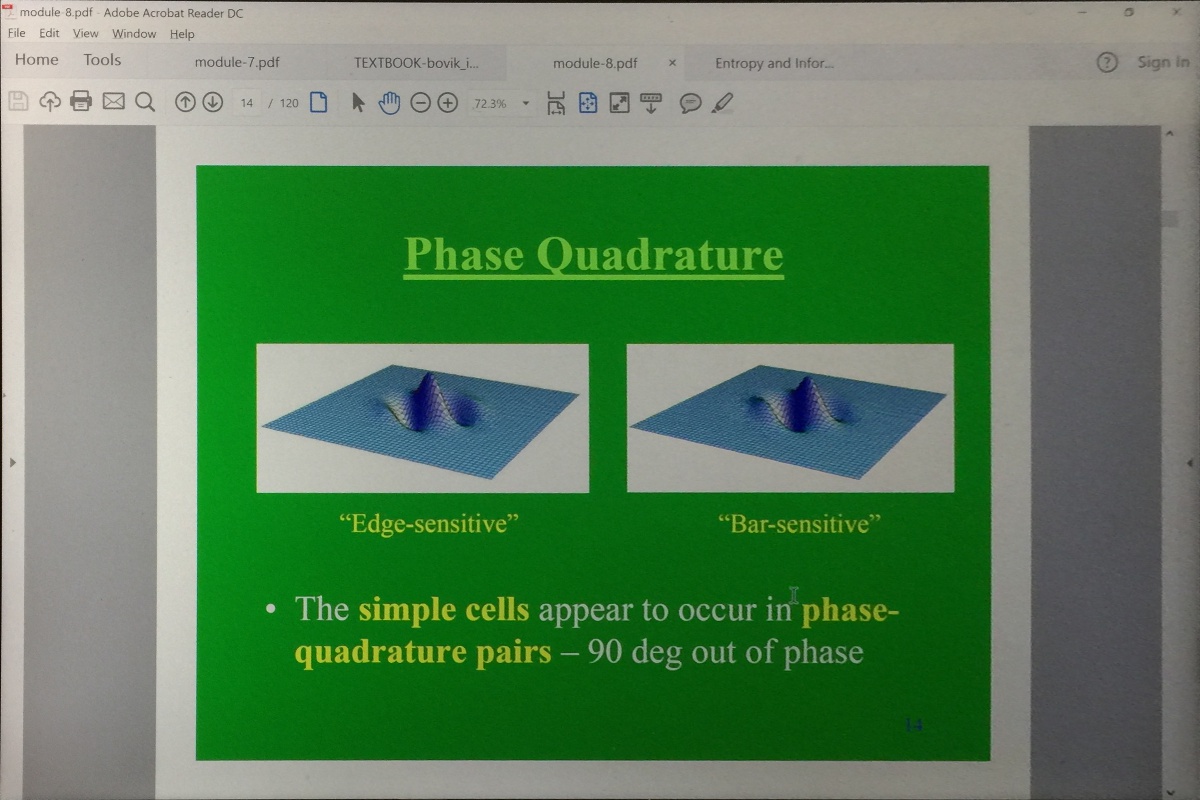 module-8.pdf - Adobe Acrobat Reader DC
File Edit View Window Help
Home Tools module-7.pdf TEXTBOOK-bovik_i... module-8.pdf × Entropy and Infor... ? Sign In
14 / 120 72.3%
Phase Quadrature
“Edge-sensitive” “Bar-sensitive”
• The simple cells appear to occur in phase-
quadrature pairs – 90 deg out of phase
14